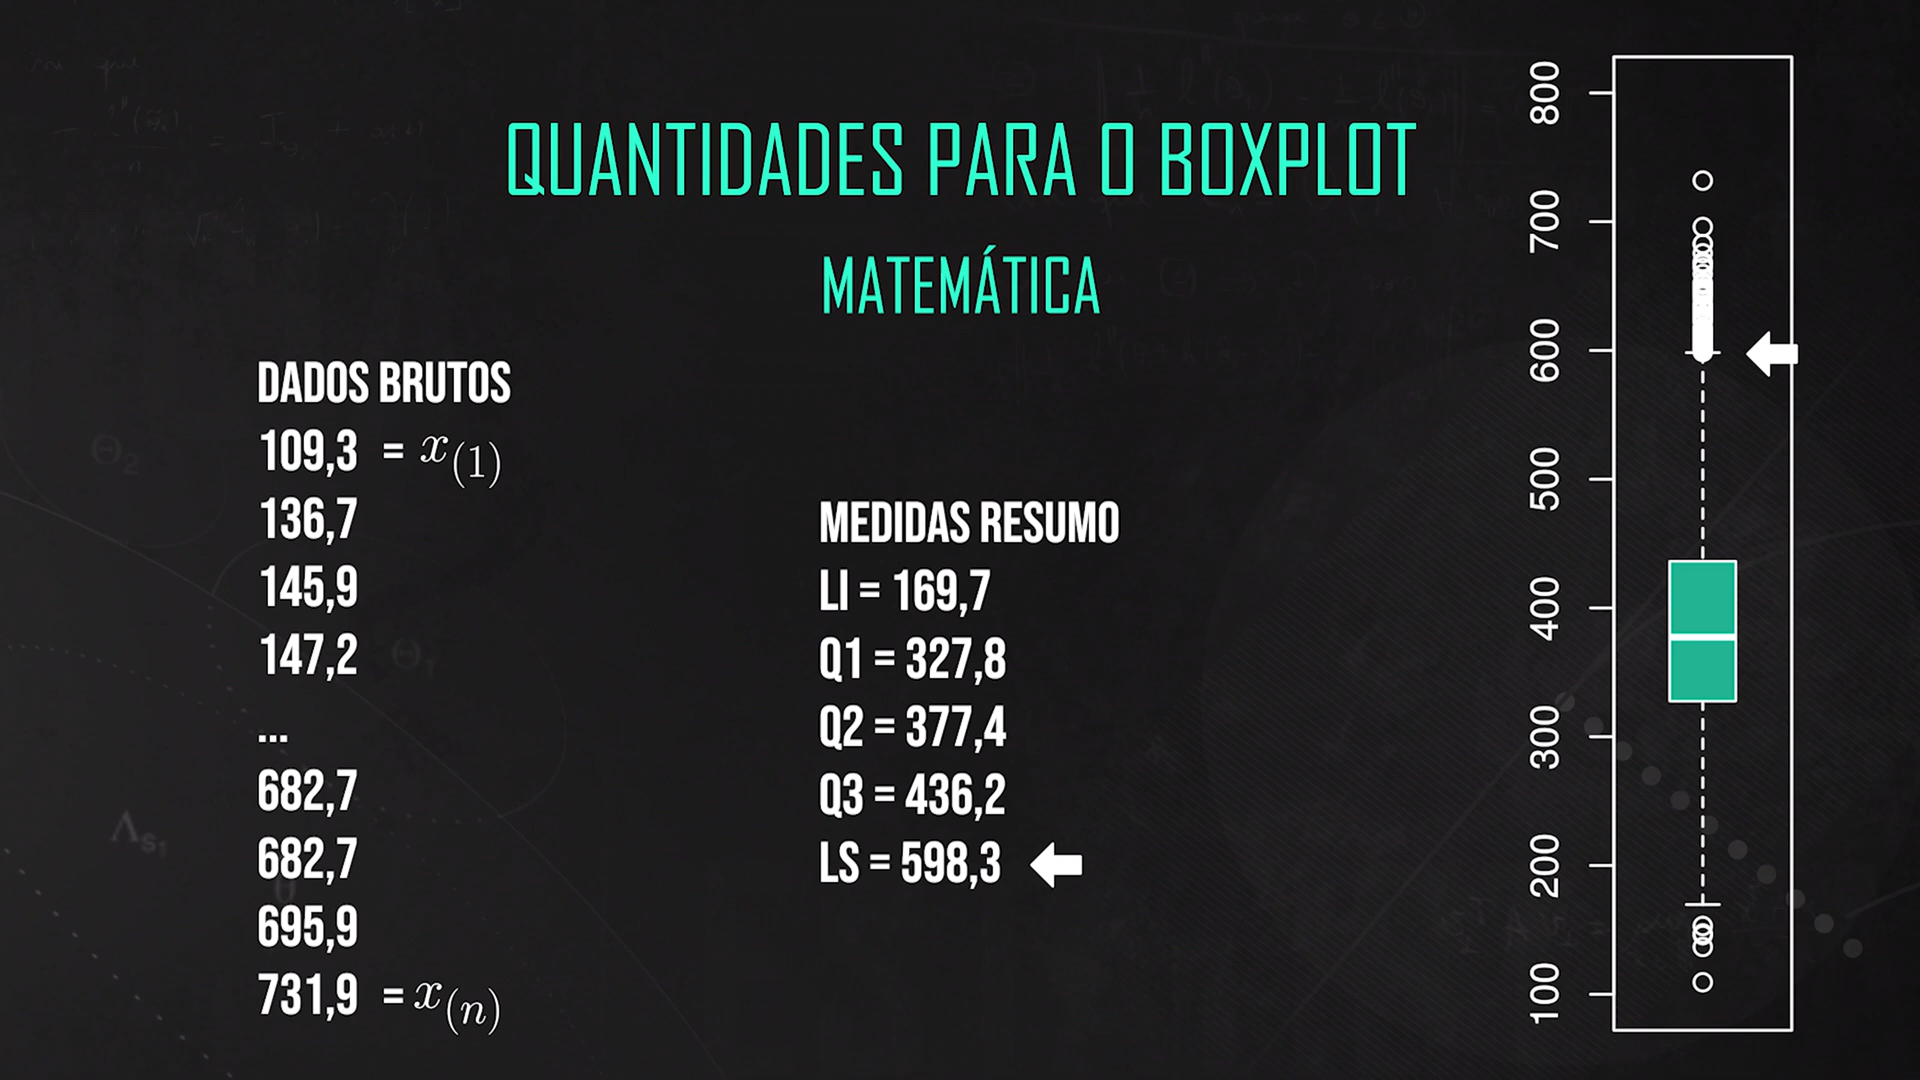 QUANTIDADES PARA O BOXPLOT
MATEMÁTICA
DADOS BRUTOS
109,3 = x(1)
136,7
145,9
147,2
...
682,7
682,7
695,9
731,9 = x(n)
MEDIDAS RESUMO
LI = 169,7
Q1 = 327,8
Q2 = 377,4
Q3 = 436,2
LS = 598,3
800
700
600
500
400
300
200
100